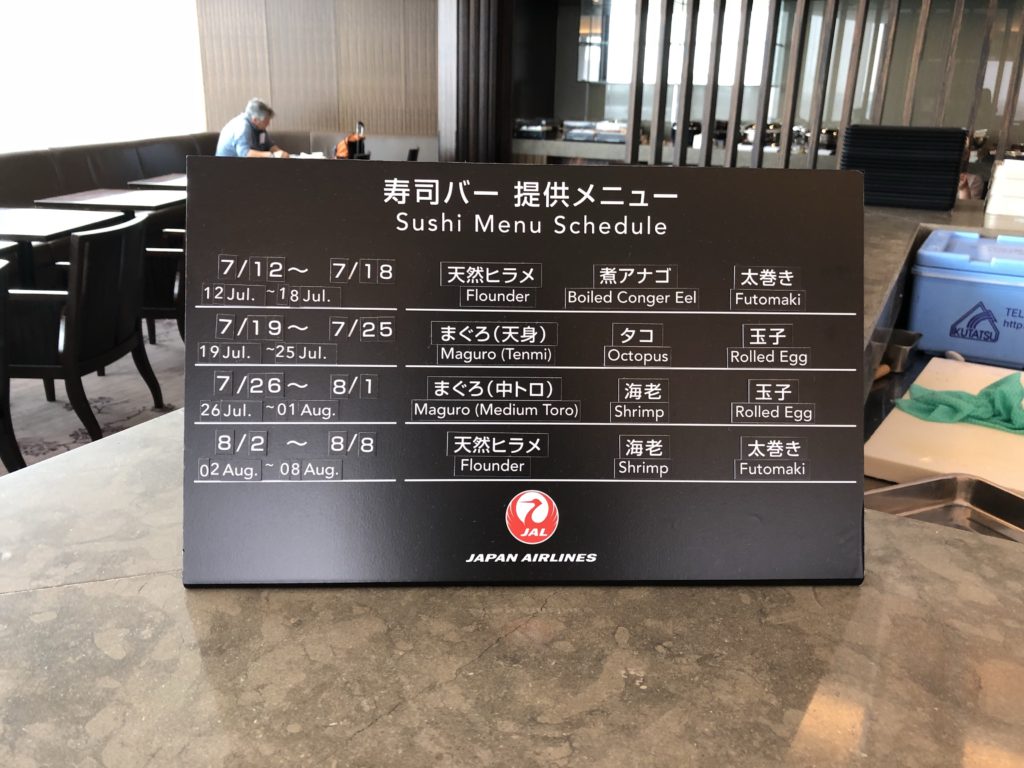 寿司バー 提供メニュー
Sushi Menu Schedule
7/12～ 7/18 天然ヒラメ 煮アナゴ 太巻き
12 Jul. ~18 Jul. Flounder Boiled Conger Eel Futomaki
7/19～ 7/25 まぐろ(天身) タコ 玉子
19 Jul. ~25 Jul. Maguro (Tenmi) Octopus Rolled Egg
7/26～ 8/1 まぐろ(中トロ) 海老 玉子
26 Jul. ~01 Aug. Maguro (Medium Toro) Shrimp Rolled Egg
8/2 ～ 8/8 天然ヒラメ 海老 太巻き
02 Aug. ~ 08 Aug. Flounder Shrimp Futomaki
JAL
JAPAN AIRLINES
TEL
http
KUTATSU